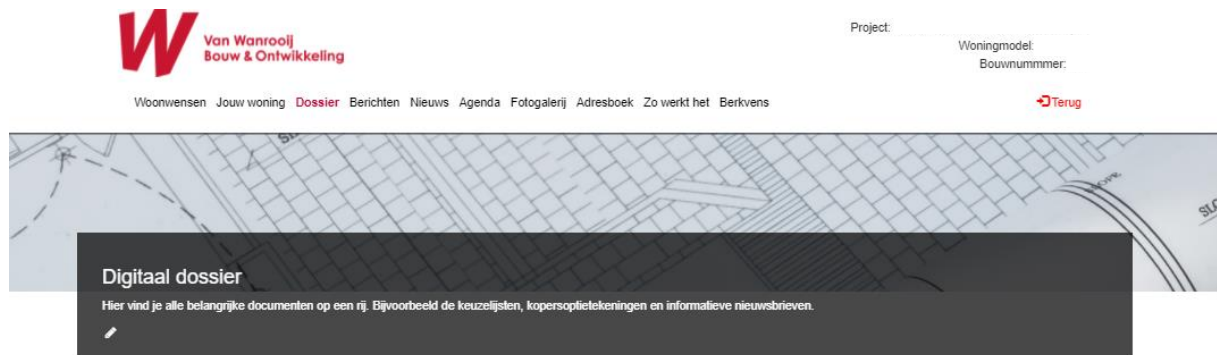 Van Wanrooij
Bouw & Ontwikkeling
Project:
Woningmodel:
Bouwnummmer:
Woonwensen Jouw woning Dossier Berichten Nieuws Agenda Fotogalerij Adresboek Zo werkt het Berkvens
Terug
SLOPE
Digitaal dossier
Hier vind je alle belangrijke documenten op een rij. Bijvoorbeeld de keuzelijsten, kopersoptietekeningen en informatieve nieuwsbrieven.